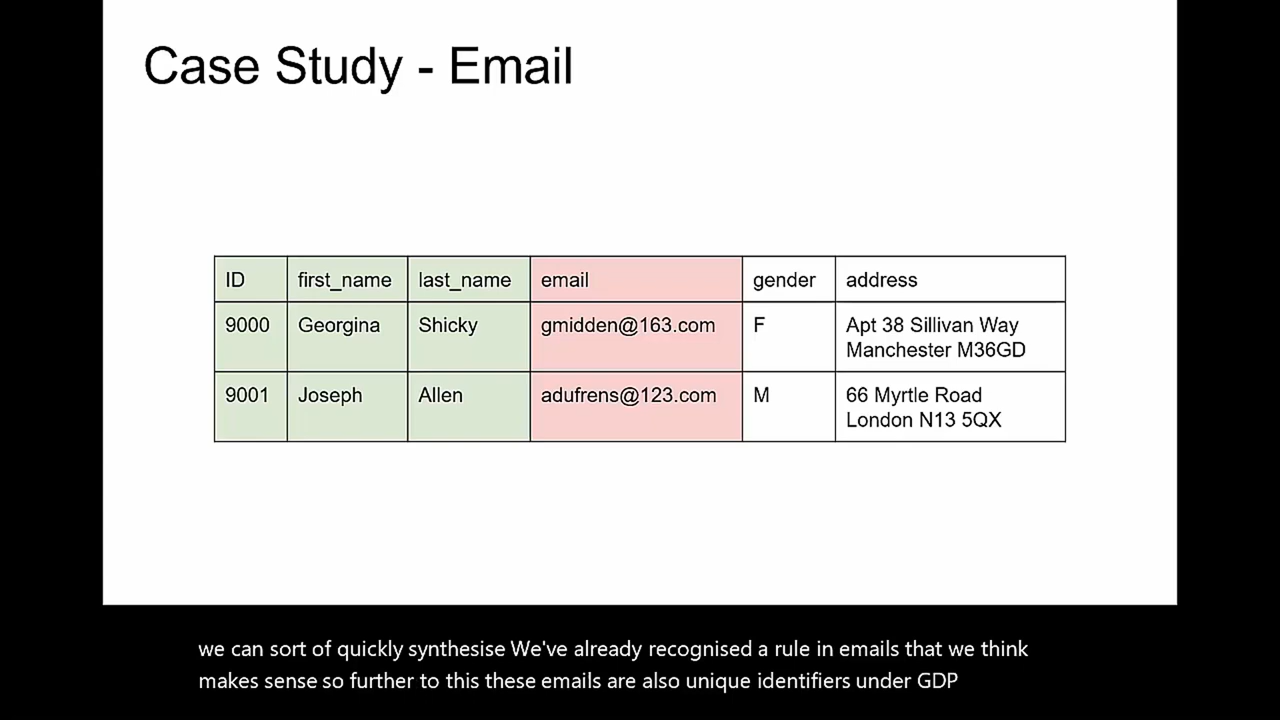 Case Study - Email
ID first_name last_name email gender address
9000 Georgina Shicky gmidden@163.com F Apt 38 Sillivan Way
Manchester M36GD
9001 Joseph Allen adufrens@123.com M 66 Myrtle Road
London N13 5QX
we can sort of quickly synthesise We've already recognised a rule in emails that we think
makes sense so further to this these emails are also unique identifiers under GDP